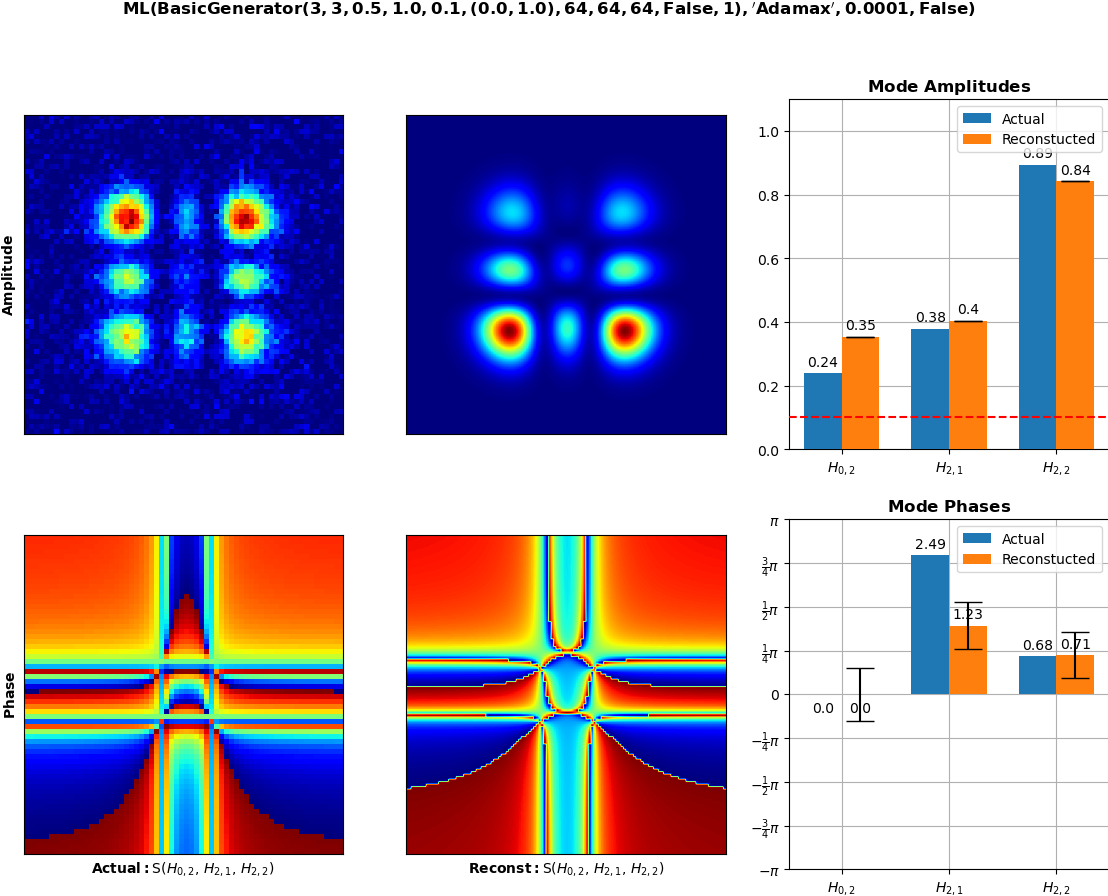 ML(BasicGenerator(3, 3, 0.5, 1.0, 0.1, (0.0, 1.0), 64, 64, 64, False, 1), ′Adamax′, 0.0001, False)
Amplitude
Mode Amplitudes
Actual
Reconstucted
1.0
0.8
0.6
0.4
0.2
0.0
0.24
0.35
0.38
0.4
0.89
0.84
H0, 2
H2, 1
H2, 2
Phase
Actual: S(H0, 2, H2, 1, H2, 2)
Reconst: S(H0, 2, H2, 1, H2, 2)
Mode Phases
Actual
Reconstucted
π
3/4π
1/2π
1/4π
0
−1/4π
−1/2π
−3/4π
−π
0.0
0.0
2.49
1.23
0.68
0.71
H0, 2
H2, 1
H2, 2